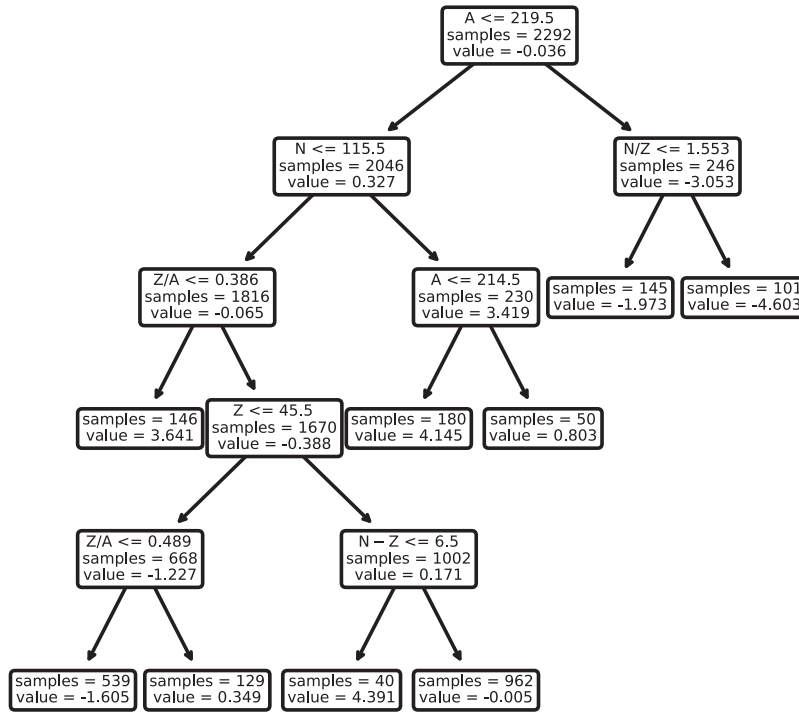 A <= 219.5
samples = 2292
value = -0.036
N <= 115.5
samples = 2046
value = 0.327
N/Z <= 1.553
samples = 246
value = -3.053
Z/A <= 0.386
samples = 1816
value = -0.065
A <= 214.5
samples = 230
value = 3.419
samples = 145
value = -1.973
samples = 101
value = -4.603
samples = 146
value = 3.641
Z <= 45.5
samples = 1670
value = -0.388
samples = 180
value = 4.145
samples = 50
value = 0.803
Z/A <= 0.489
samples = 668
value = -1.227
N − Z <= 6.5
samples = 1002
value = 0.171
samples = 539
value = -1.605
samples = 129
value = 0.349
samples = 40
value = 4.391
samples = 962
value = -0.005